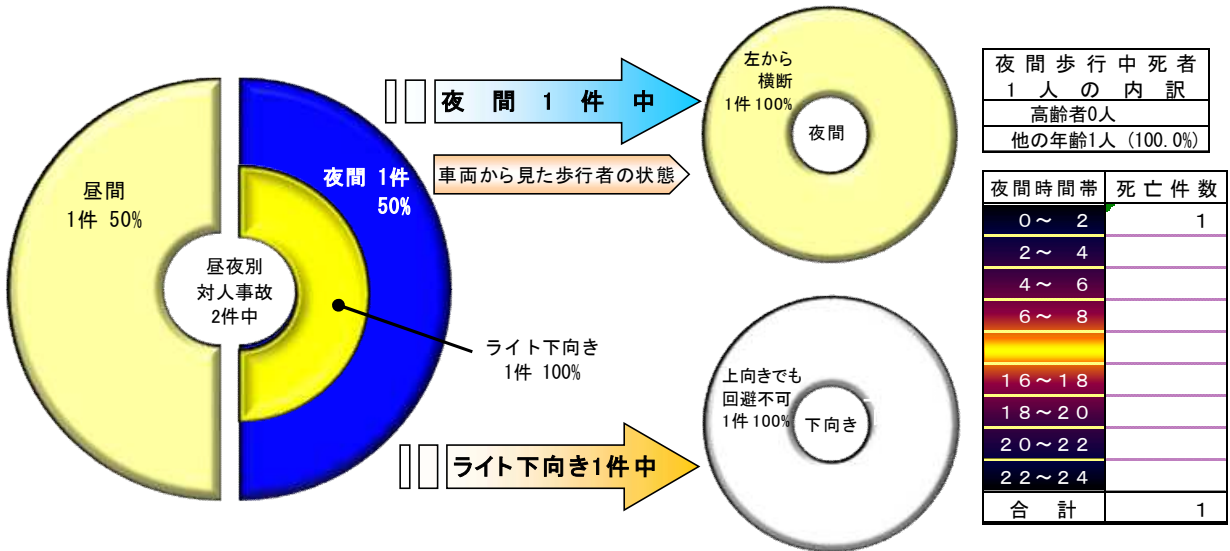 昼間
1件 50%
夜間 1件
50%
昼夜別
対人事故
2件中
ライト下向き
1件 100%
夜間1件中
車両から見た歩行者の状態
ライト下向き1件中
左から
横断
1件100%
夜間
上向きでも
回避不可
1件100%
下向き
夜間歩行中死者
1人の内訳
高齢者0人
他の年齢1人 (100.0%)
夜間時間帯 死亡件数
0～ 2 1
2～ 4
4～ 6
6～ 8
16～18
18～20
20～22
22～24
合計 1